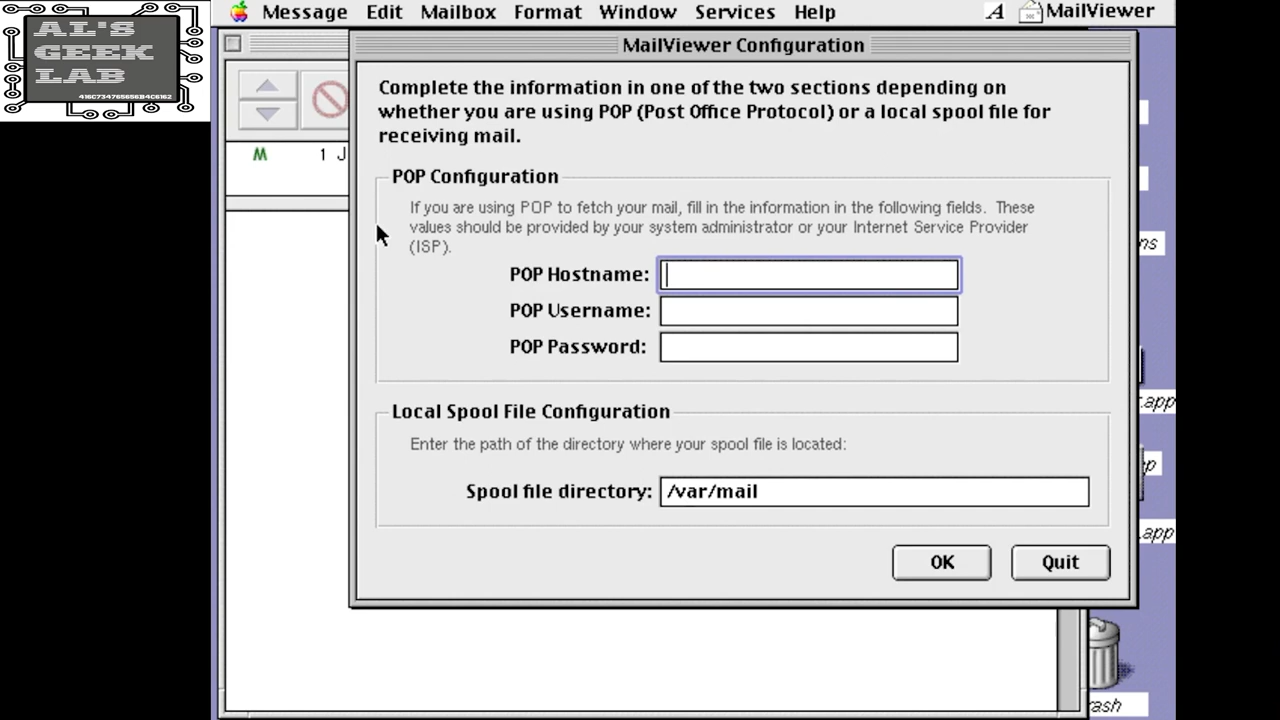 AL'S
GEEK
LAB
Message Edit Mailbox Format Window Services Help A MailViewer
MailViewer Configuration
Complete the information in one of the two sections depending on
whether you are using POP (Post Office Protocol) or a local spool file for
receiving mail.
M 1 J
POP Configuration
If you are using POP to fetch your mail, fill in the information in the following fields. These
values should be provided by your system administrator or your Internet Service Provider
(ISP).
ns
POP Hostname:
POP Username:
POP Password:
.app
Local Spool File Configuration
Enter the path of the directory where your spool file is located:
p
Spool file directory: /var/mail
.app
OK Quit
rash